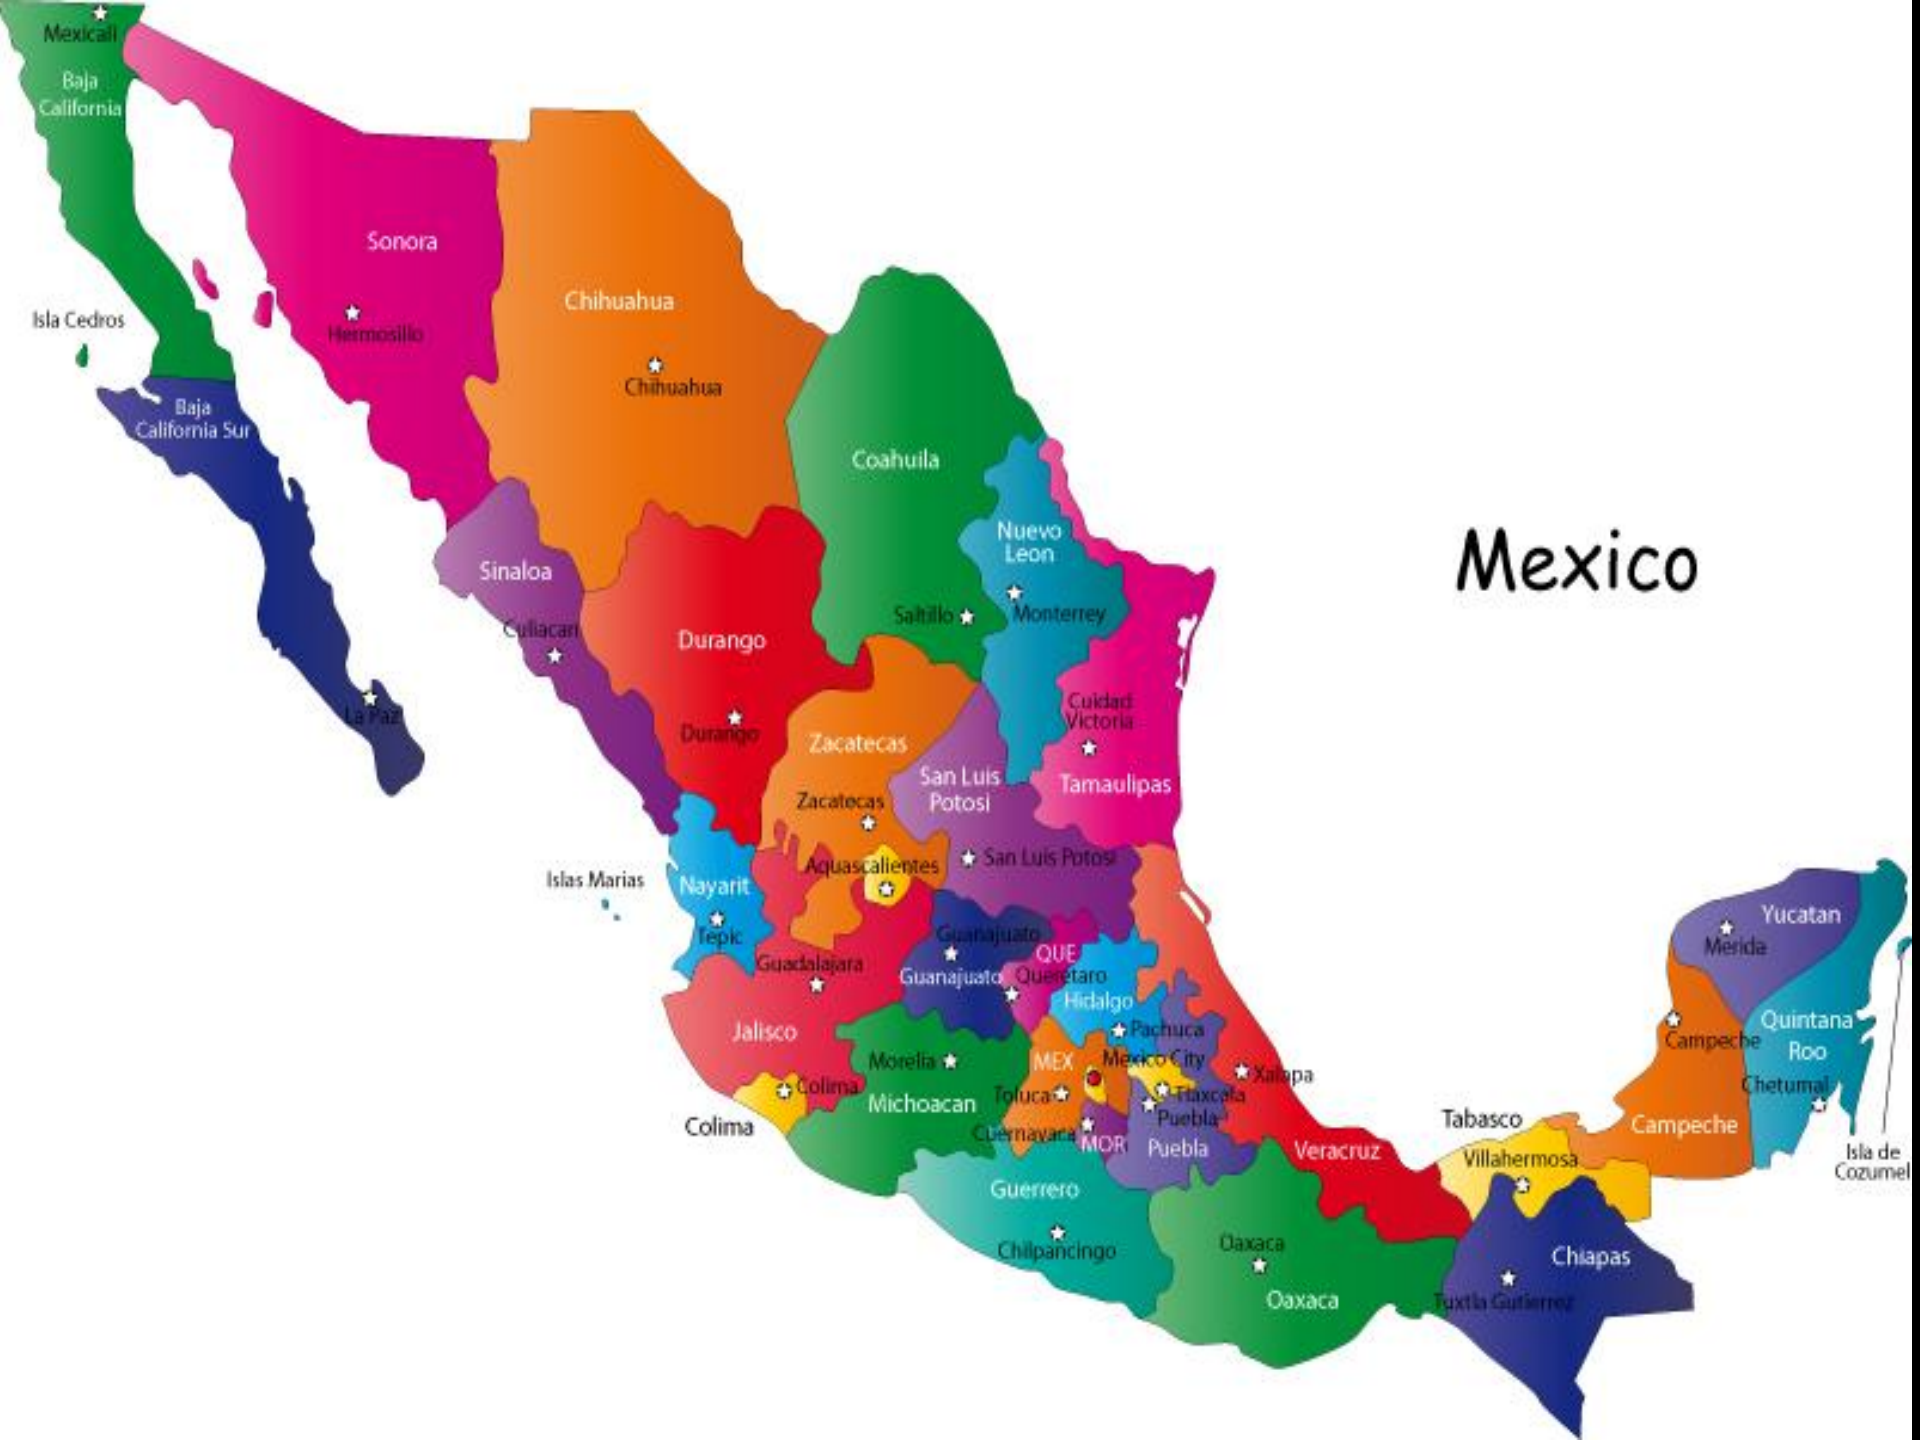 Mexicali
Baja
California
Sonora
Hermosillo
Chihuahua
Chihuahua
Isla Cedros
Baja
California Sur
Coahuila
Nuevo
Leon
Mexico
Sinaloa
Saltillo
Monterrey
Culiacan
Durango
La Paz
Durango
Cuidad
Victoria
Zacatecas
San Luis
Potosi
Tamaulipas
Zacatecas
San Luis Potosi
Aquascalientes
Islas Marias
Nayarit
Tepic
Guanajuato
Yucatan
Merida
QUE
Guadalajara
Guanajuato
Queretaro
Hidalgo
Jalisco
Pachuca
Quintana
Roo
Campeche
Morelia
MEX
Mexico City
Xalapa
Colima
Toluca
Tlaxcala
Chetumal
Michoacan
Puebla
Colima
Cuernavaca
MOR
Puebla
Veracruz
Tabasco
Campeche
Villahermosa
Isla de
Cozumel
Guerrero
Chilpancingo
Oaxaca
Oaxaca
Chiapas
Tuxtla Gutierrez